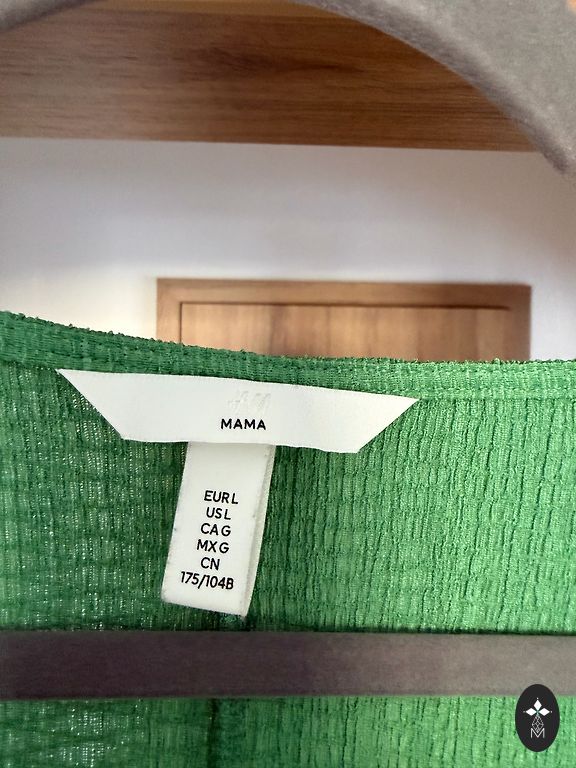 H&M
MAMA
EUR L
US L
CA G
MX G
CN
175/104B
M